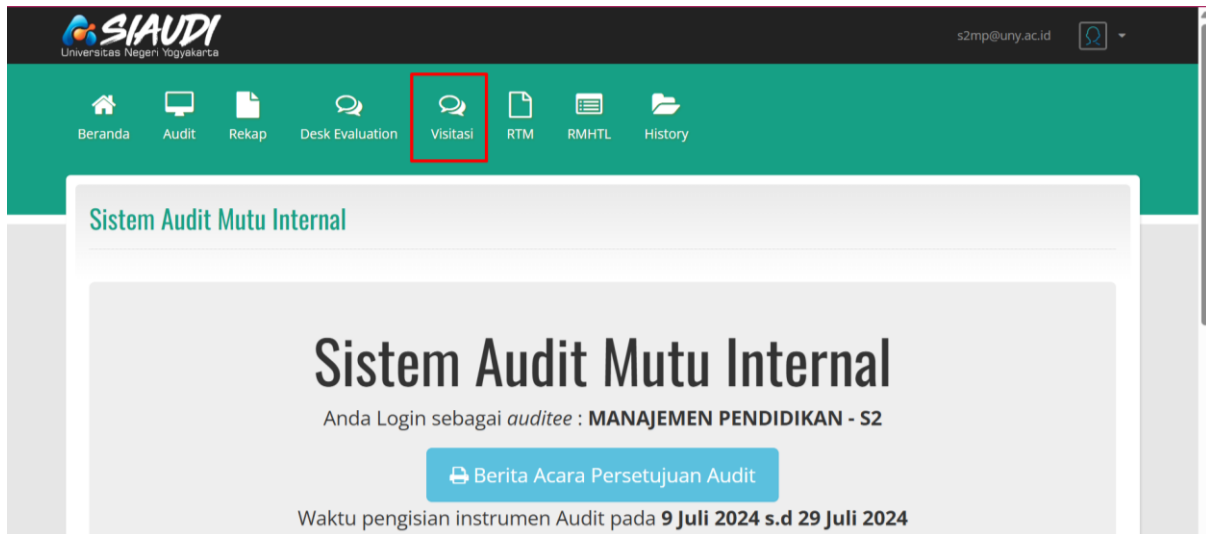 SIAUDI
Universitas Negeri Yogyakarta
s2mp@uny.ac.id
Beranda Audit Rekap Desk Evaluation Visitasi RTM RMHTL History
Sistem Audit Mutu Internal
Sistem Audit Mutu Internal
Anda Login sebagai auditee : MANAJEMEN PENDIDIKAN - S2
Berita Acara Persetujuan Audit
Waktu pengisian instrumen Audit pada 9 Juli 2024 s.d 29 Juli 2024